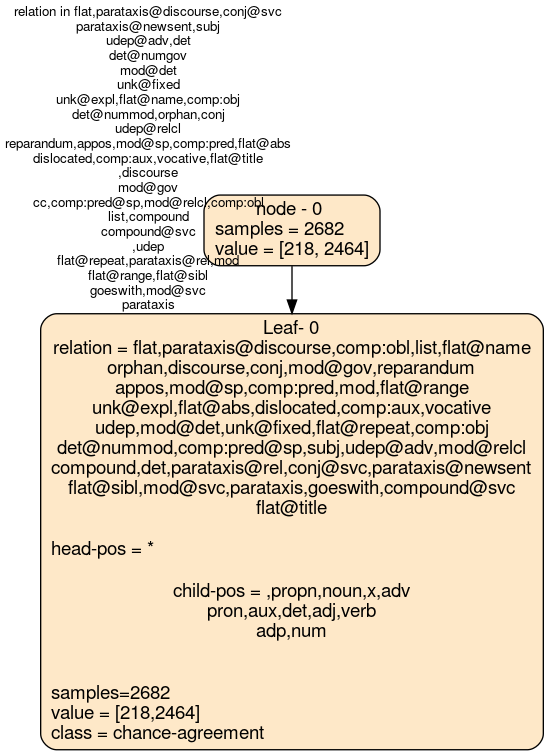 relation in flat,parataxis@discourse,conj@svc
parataxis@newsent,subj
udep@adv,det
det@numgov
mod@det
unk@fixed
unk@expl,flat@name,comp:obj
det@nummod,orphan,conj
udep@relcl
reparandum,appos,mod@sp,comp:pred,flat@abs
dislocated,comp:aux,vocative,flat@title
,discourse
mod@gov
cc,comp:pred@sp,mod@relcl,comp:obl
list,compound
compound@svc
,udep
flat@repeat,parataxis@rel,mod
flat@range,flat@sibl
goeswith,mod@svc
parataxis
node - 0
samples = 2682
value = [218, 2464]
Leaf- 0
relation = flat,parataxis@discourse,comp:obl,list,flat@name
orphan,discourse,conj,mod@gov,reparandum
appos,mod@sp,comp:pred,mod,flat@range
unk@expl,flat@abs,dislocated,comp:aux,vocative
udep,mod@det,unk@fixed,flat@repeat,comp:obj
det@nummod,comp:pred@sp,subj,udep@adv,mod@relcl
compound,det,parataxis@rel,conj@svc,parataxis@newsent
flat@sibl,mod@svc,parataxis,goeswith,compound@svc
flat@title
head-pos = *
child-pos = ,propn,noun,x,adv
pron,aux,det,adj,verb
adp,num
samples=2682
value = [218,2464]
class = chance-agreement